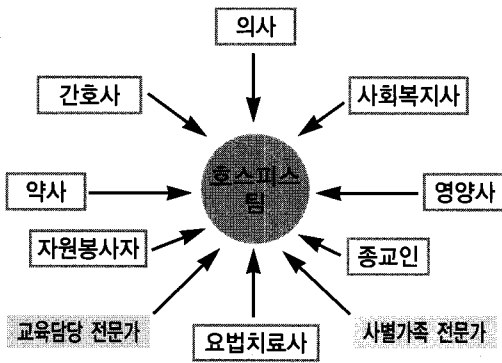 의사
간호사
사회복지사
호스피스
팀
약사
영양사
자원봉사자
종교인
교육담당 전문가
요법치료사
사별가족 전문가